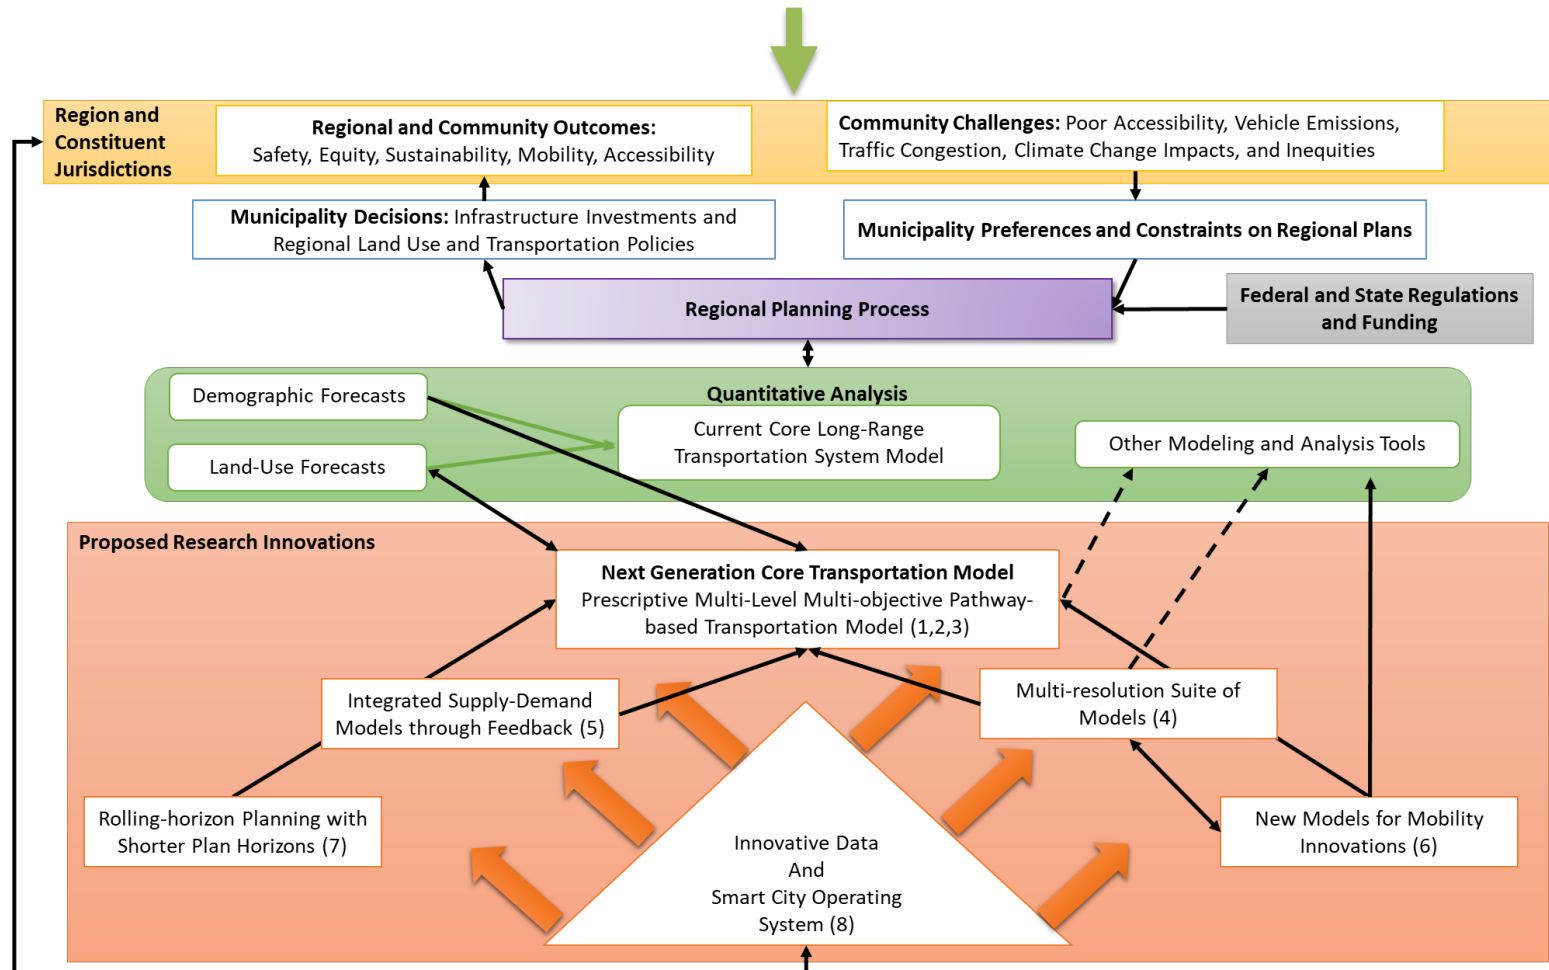 Region and
Constituent
Jurisdictions
Regional and Community Outcomes:
Safety, Equity, Sustainability, Mobility, Accessibility
Community Challenges: Poor Accessibility, Vehicle Emissions,
Traffic Congestion, Climate Change Impacts, and Inequities
Municipality Decisions: Infrastructure Investments and
Regional Land Use and Transportation Policies
Municipality Preferences and Constraints on Regional Plans
Regional Planning Process
Federal and State Regulations
and Funding
Quantitative Analysis
Demographic Forecasts
Land-Use Forecasts
Current Core Long-Range
Transportation System Model
Other Modeling and Analysis Tools
Proposed Research Innovations
Next Generation Core Transportation Model
Prescriptive Multi-Level Multi-objective Pathway-
based Transportation Model (1,2,3)
Integrated Supply-Demand
Models through Feedback (5)
Multi-resolution Suite of
Models (4)
Rolling-horizon Planning with
Shorter Plan Horizons (7)
New Models for Mobility
Innovations (6)
Innovative Data
And
Smart City Operating
System (8)